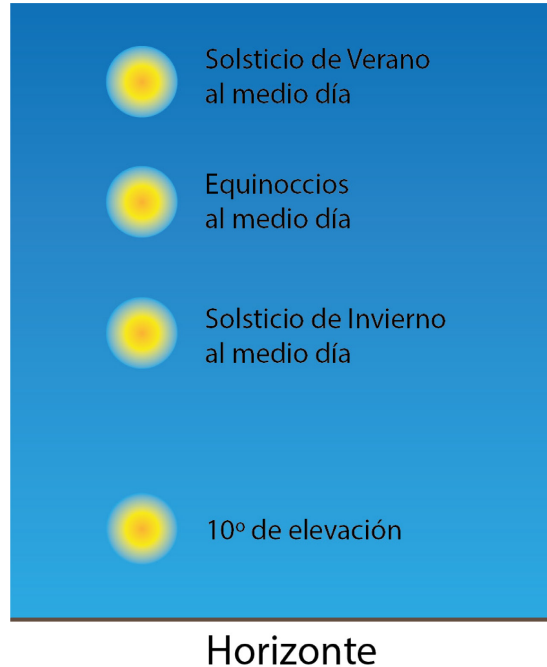 Solsticio de Verano
al medio día
Equinoccios
al medio día
Solsticio de Invierno
al medio día
10º de elevación
Horizonte